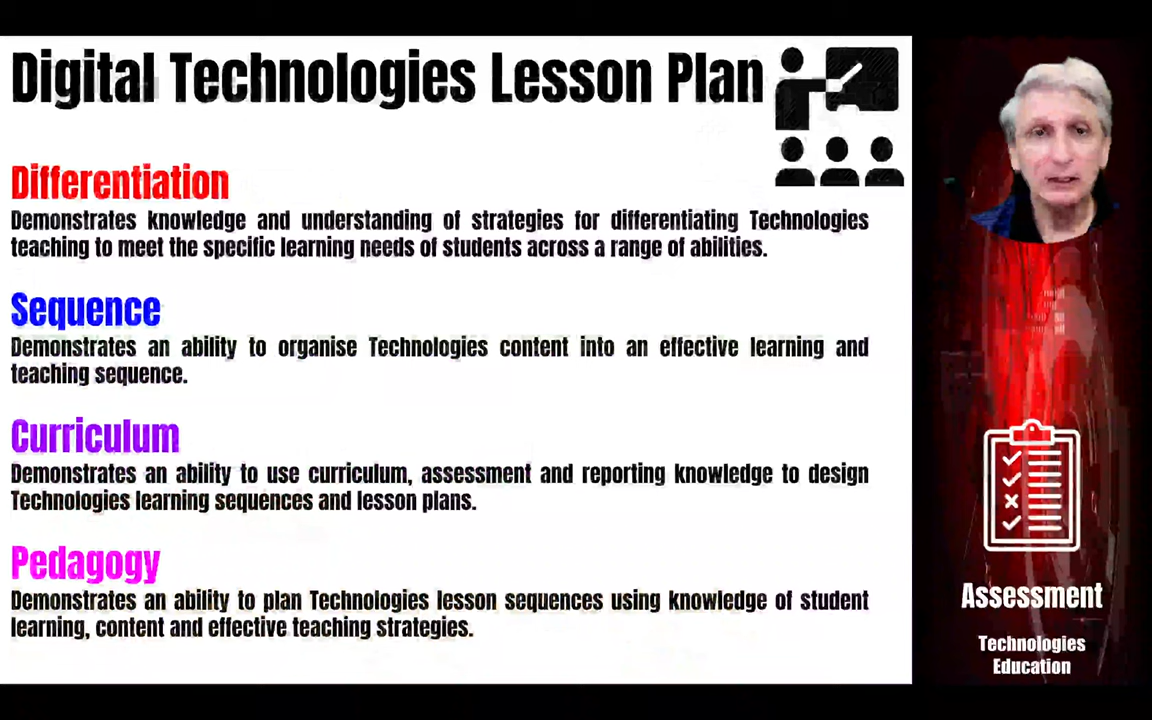 Digital Technologies Lesson Plan
Differentiation
Demonstrates knowledge and understanding of strategies for differentiating Technologies
teaching to meet the specific learning needs of students across a range of abilities.
Sequence
Demonstrates an ability to organise Technologies content into an effective learning and
teaching sequence.
Curriculum
Demonstrates an ability to use curriculum, assessment and reporting knowledge to design
Technologies learning sequences and lesson plans.
Pedagogy
Demonstrates an ability to plan Technologies lesson sequences using knowledge of student
learning, content and effective teaching strategies.
Assessment
Technologies
Education